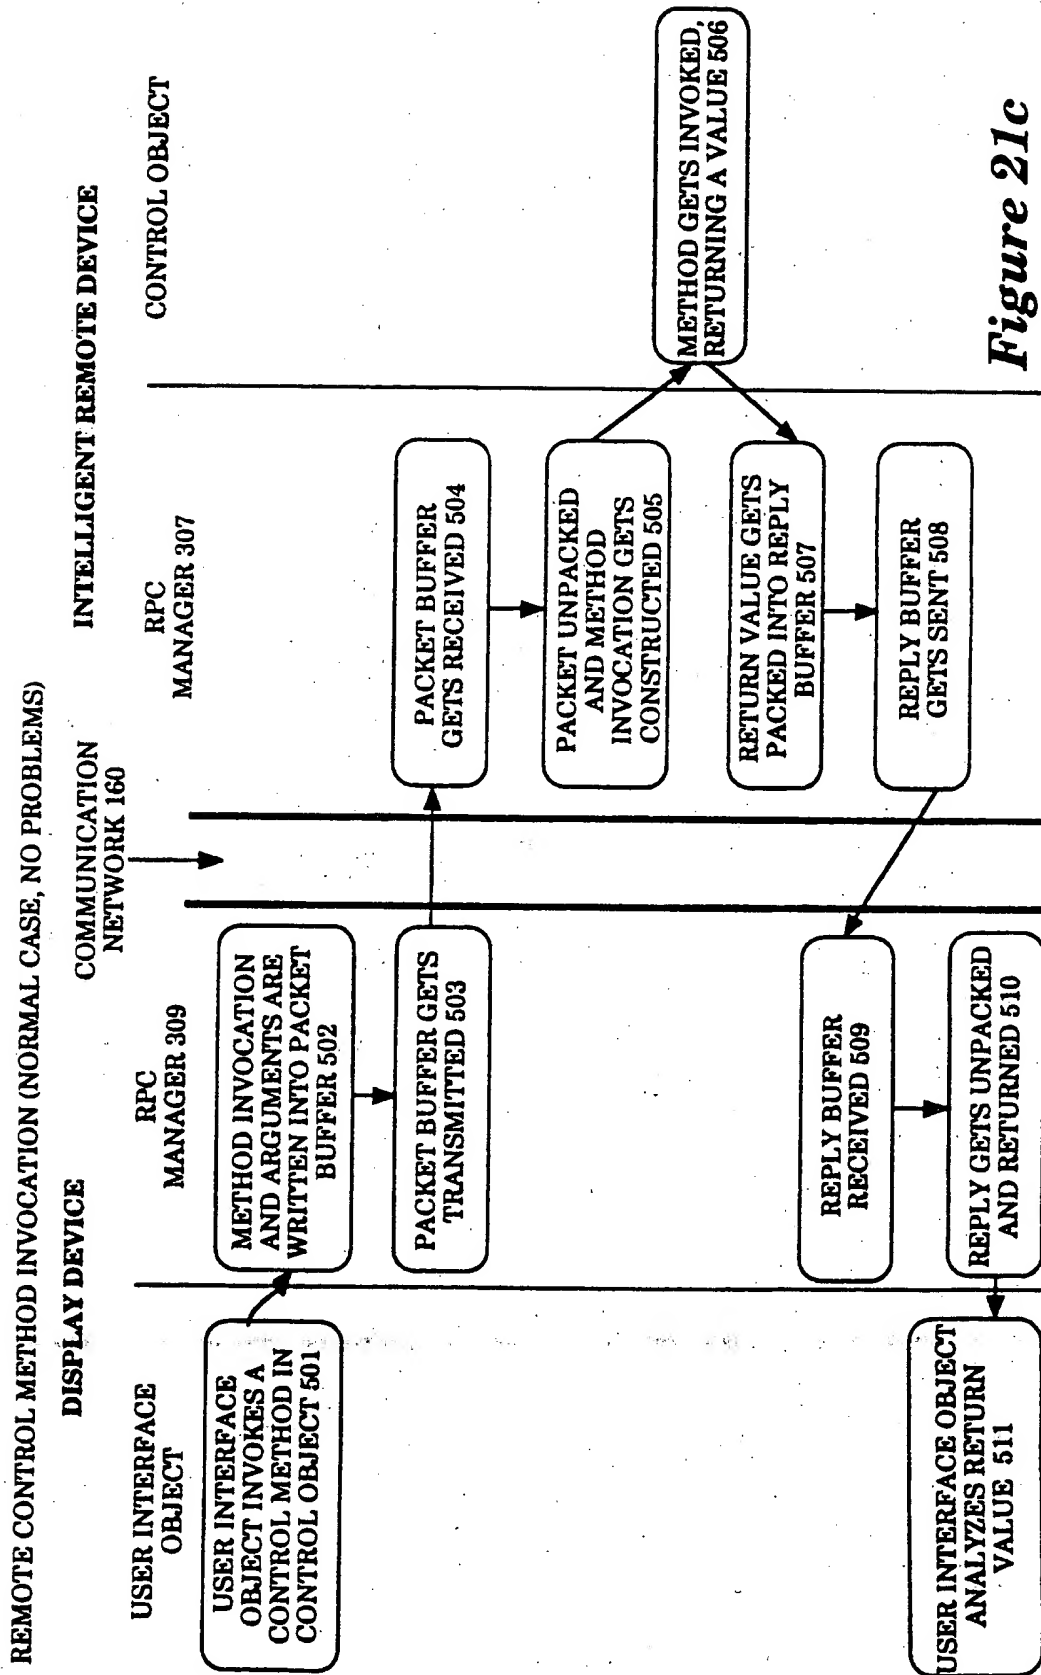 REMOTE CONTROL METHOD INVOCATION (NORMAL CASE, NO PROBLEMS)
DISPLAY DEVICE
COMMUNICATION
NETWORK 160
INTELLIGENT REMOTE DEVICE
USER INTERFACE
OBJECT
RPC
MANAGER 309
RPC
MANAGER 307
CONTROL OBJECT
USER INTERFACE
OBJECT INVOKES A
CONTROL METHOD IN
CONTROL OBJECT 501
METHOD INVOCATION
AND ARGUMENTS ARE
WRITTEN INTO PACKET
BUFFER 502
PACKET BUFFER GETS
TRANSMITTED 503
PACKET BUFFER
GETS RECEIVED 504
PACKET UNPACKED
AND METHOD
INVOCATION GETS
CONSTRUCTED 505
METHOD GETS INVOKED,
RETURNING A VALUE 506
RETURN VALUE GETS
PACKED INTO REPLY
BUFFER 507
REPLY BUFFER
GETS SENT 508
REPLY BUFFER
RECEIVED 509
REPLY GETS UNPACKED
AND RETURNED 510
USER INTERFACE OBJECT
ANALYZES RETURN
VALUE 511
Figure 21c